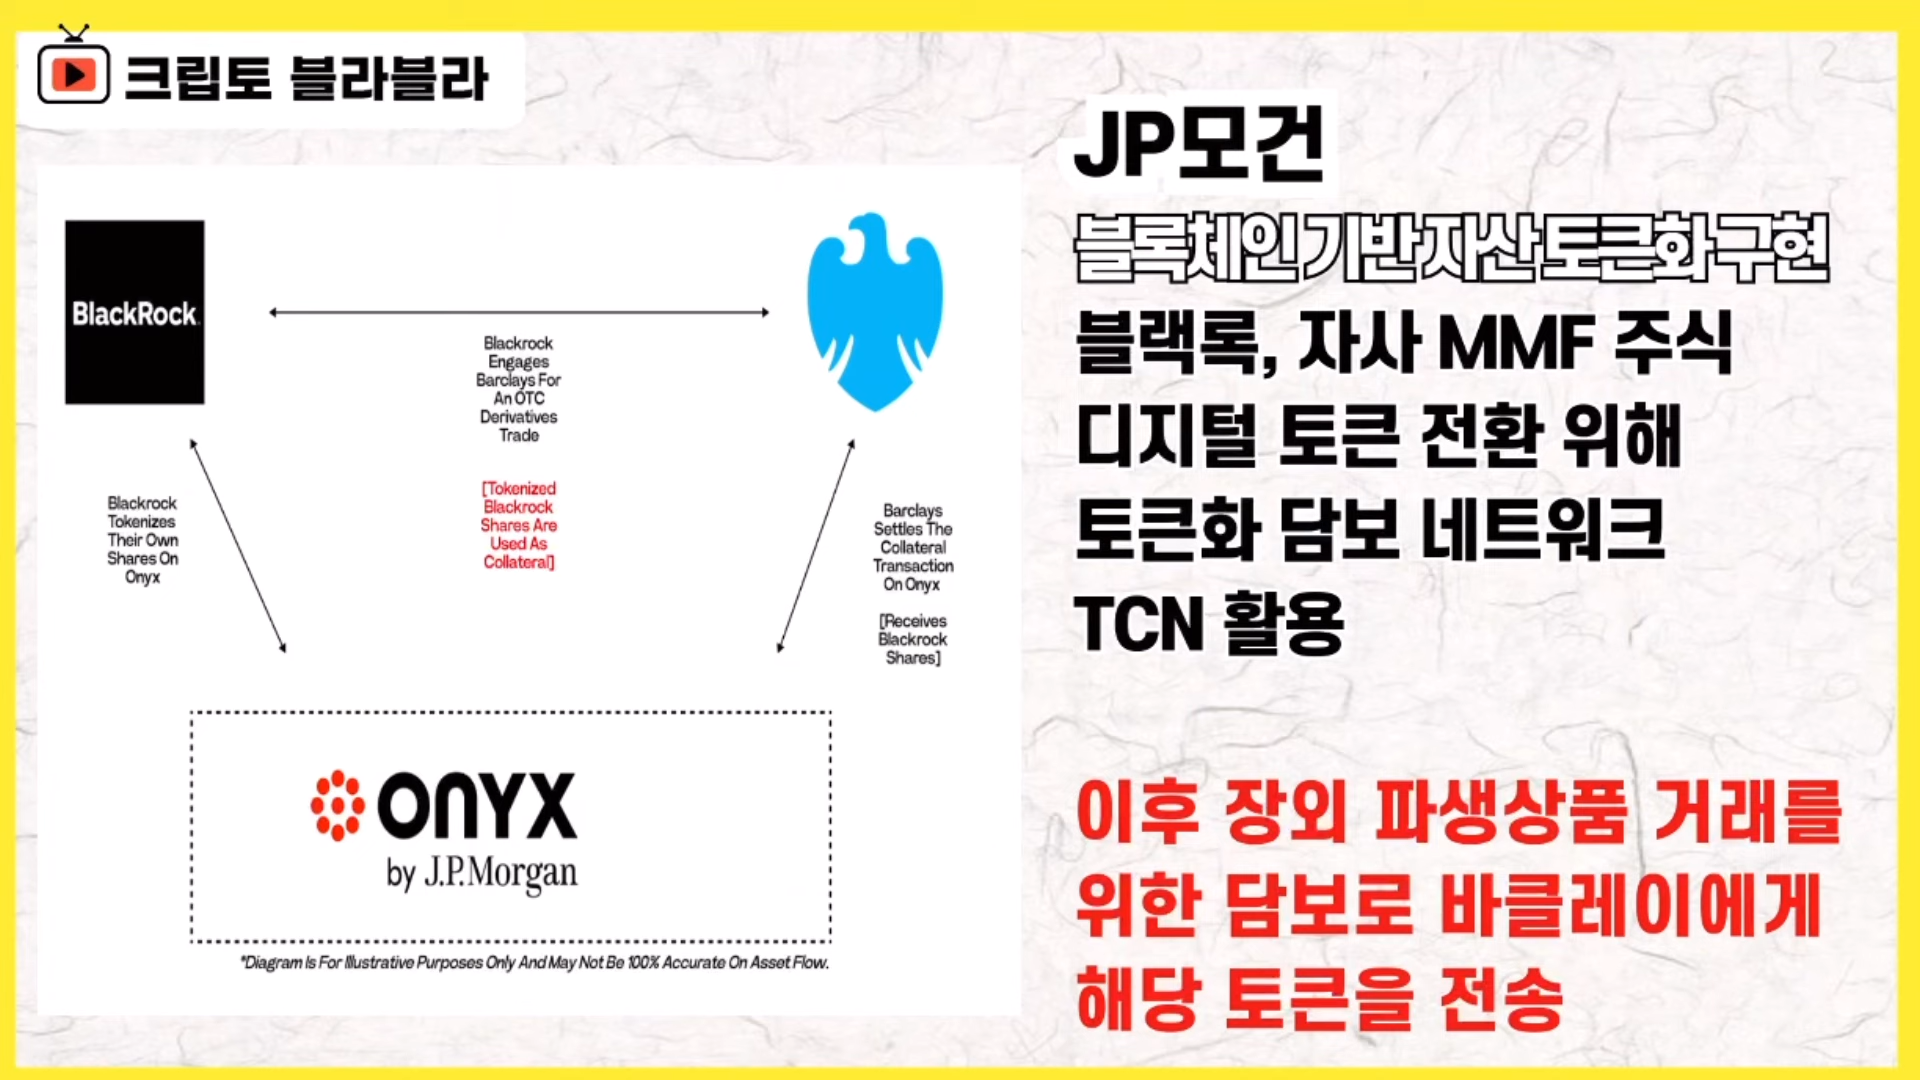 크립토 블라블라
JP모건
블록체인 기반 자산 토큰화 구현
블랙록, 자사 MMF 주식
디지털 토큰 전환 위해
토큰화 담보 네트워크
TCN 활용
이후 장외 파생상품 거래를
위한 담보로 바클레이에게
해당 토큰을 전송
BlackRock.
Blackrock
Engages
Barclays For
An OTC
Derivatives
Trade
[Tokenized
Blackrock
Shares Are
Used As
Collateral]
Blackrock
Tokenizes
Their Own
Shares On
Onyx
Barclays
Settles The
Collateral
Transaction
On Onyx
[Receives
Blackrock
Shares]
ONYX
by J.P.Morgan
*Diagram Is For Illustrative Purposes Only And May Not Be 100% Accurate On Asset Flow.